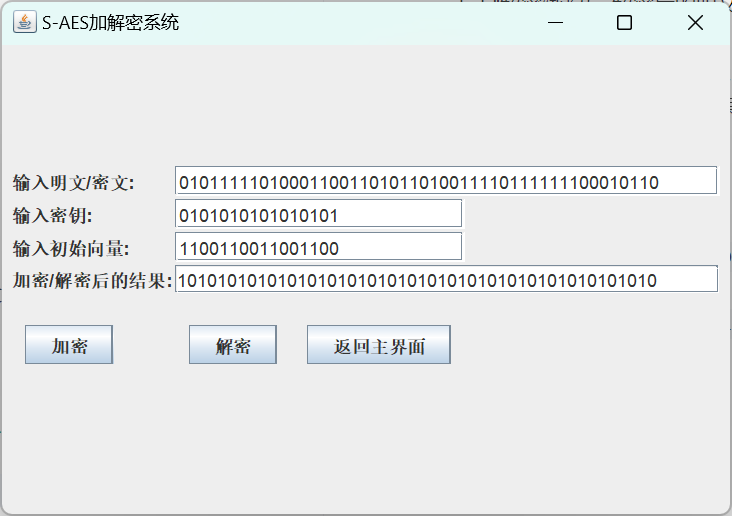 S-AES加解密系统
输入明文/密文: 010111110100011001101011010011110111111100010110
输入密钥: 0101010101010101
输入初始向量: 1100110011001100
加密/解密后的结果: 101010101010101010101010101010101010101010101010
加密 解密 返回主界面